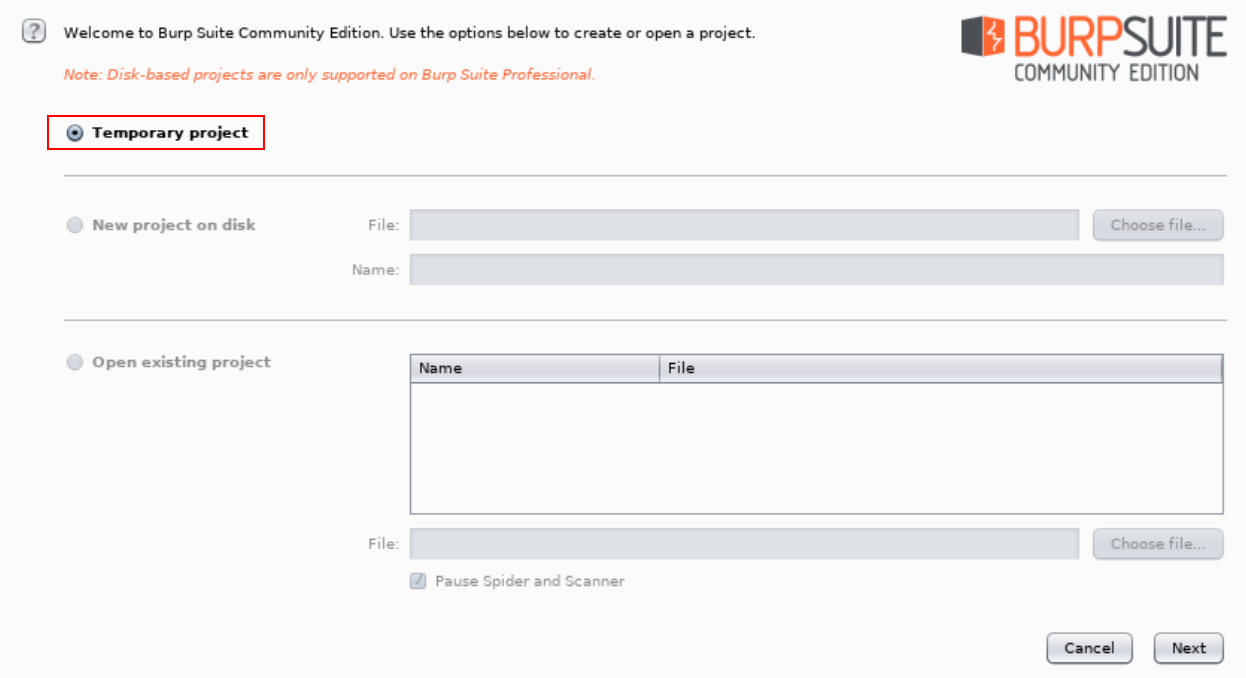 ?
Welcome to Burp Suite Community Edition. Use the options below to create or open a project.
BURPSUITE
COMMUNITY EDITION
Note: Disk-based projects are only supported on Burp Suite Professional.
Temporary project
New project on disk File: Choose file...
Name:
Open existing project
Name File
File: Choose file...
Pause Spider and Scanner
Cancel Next